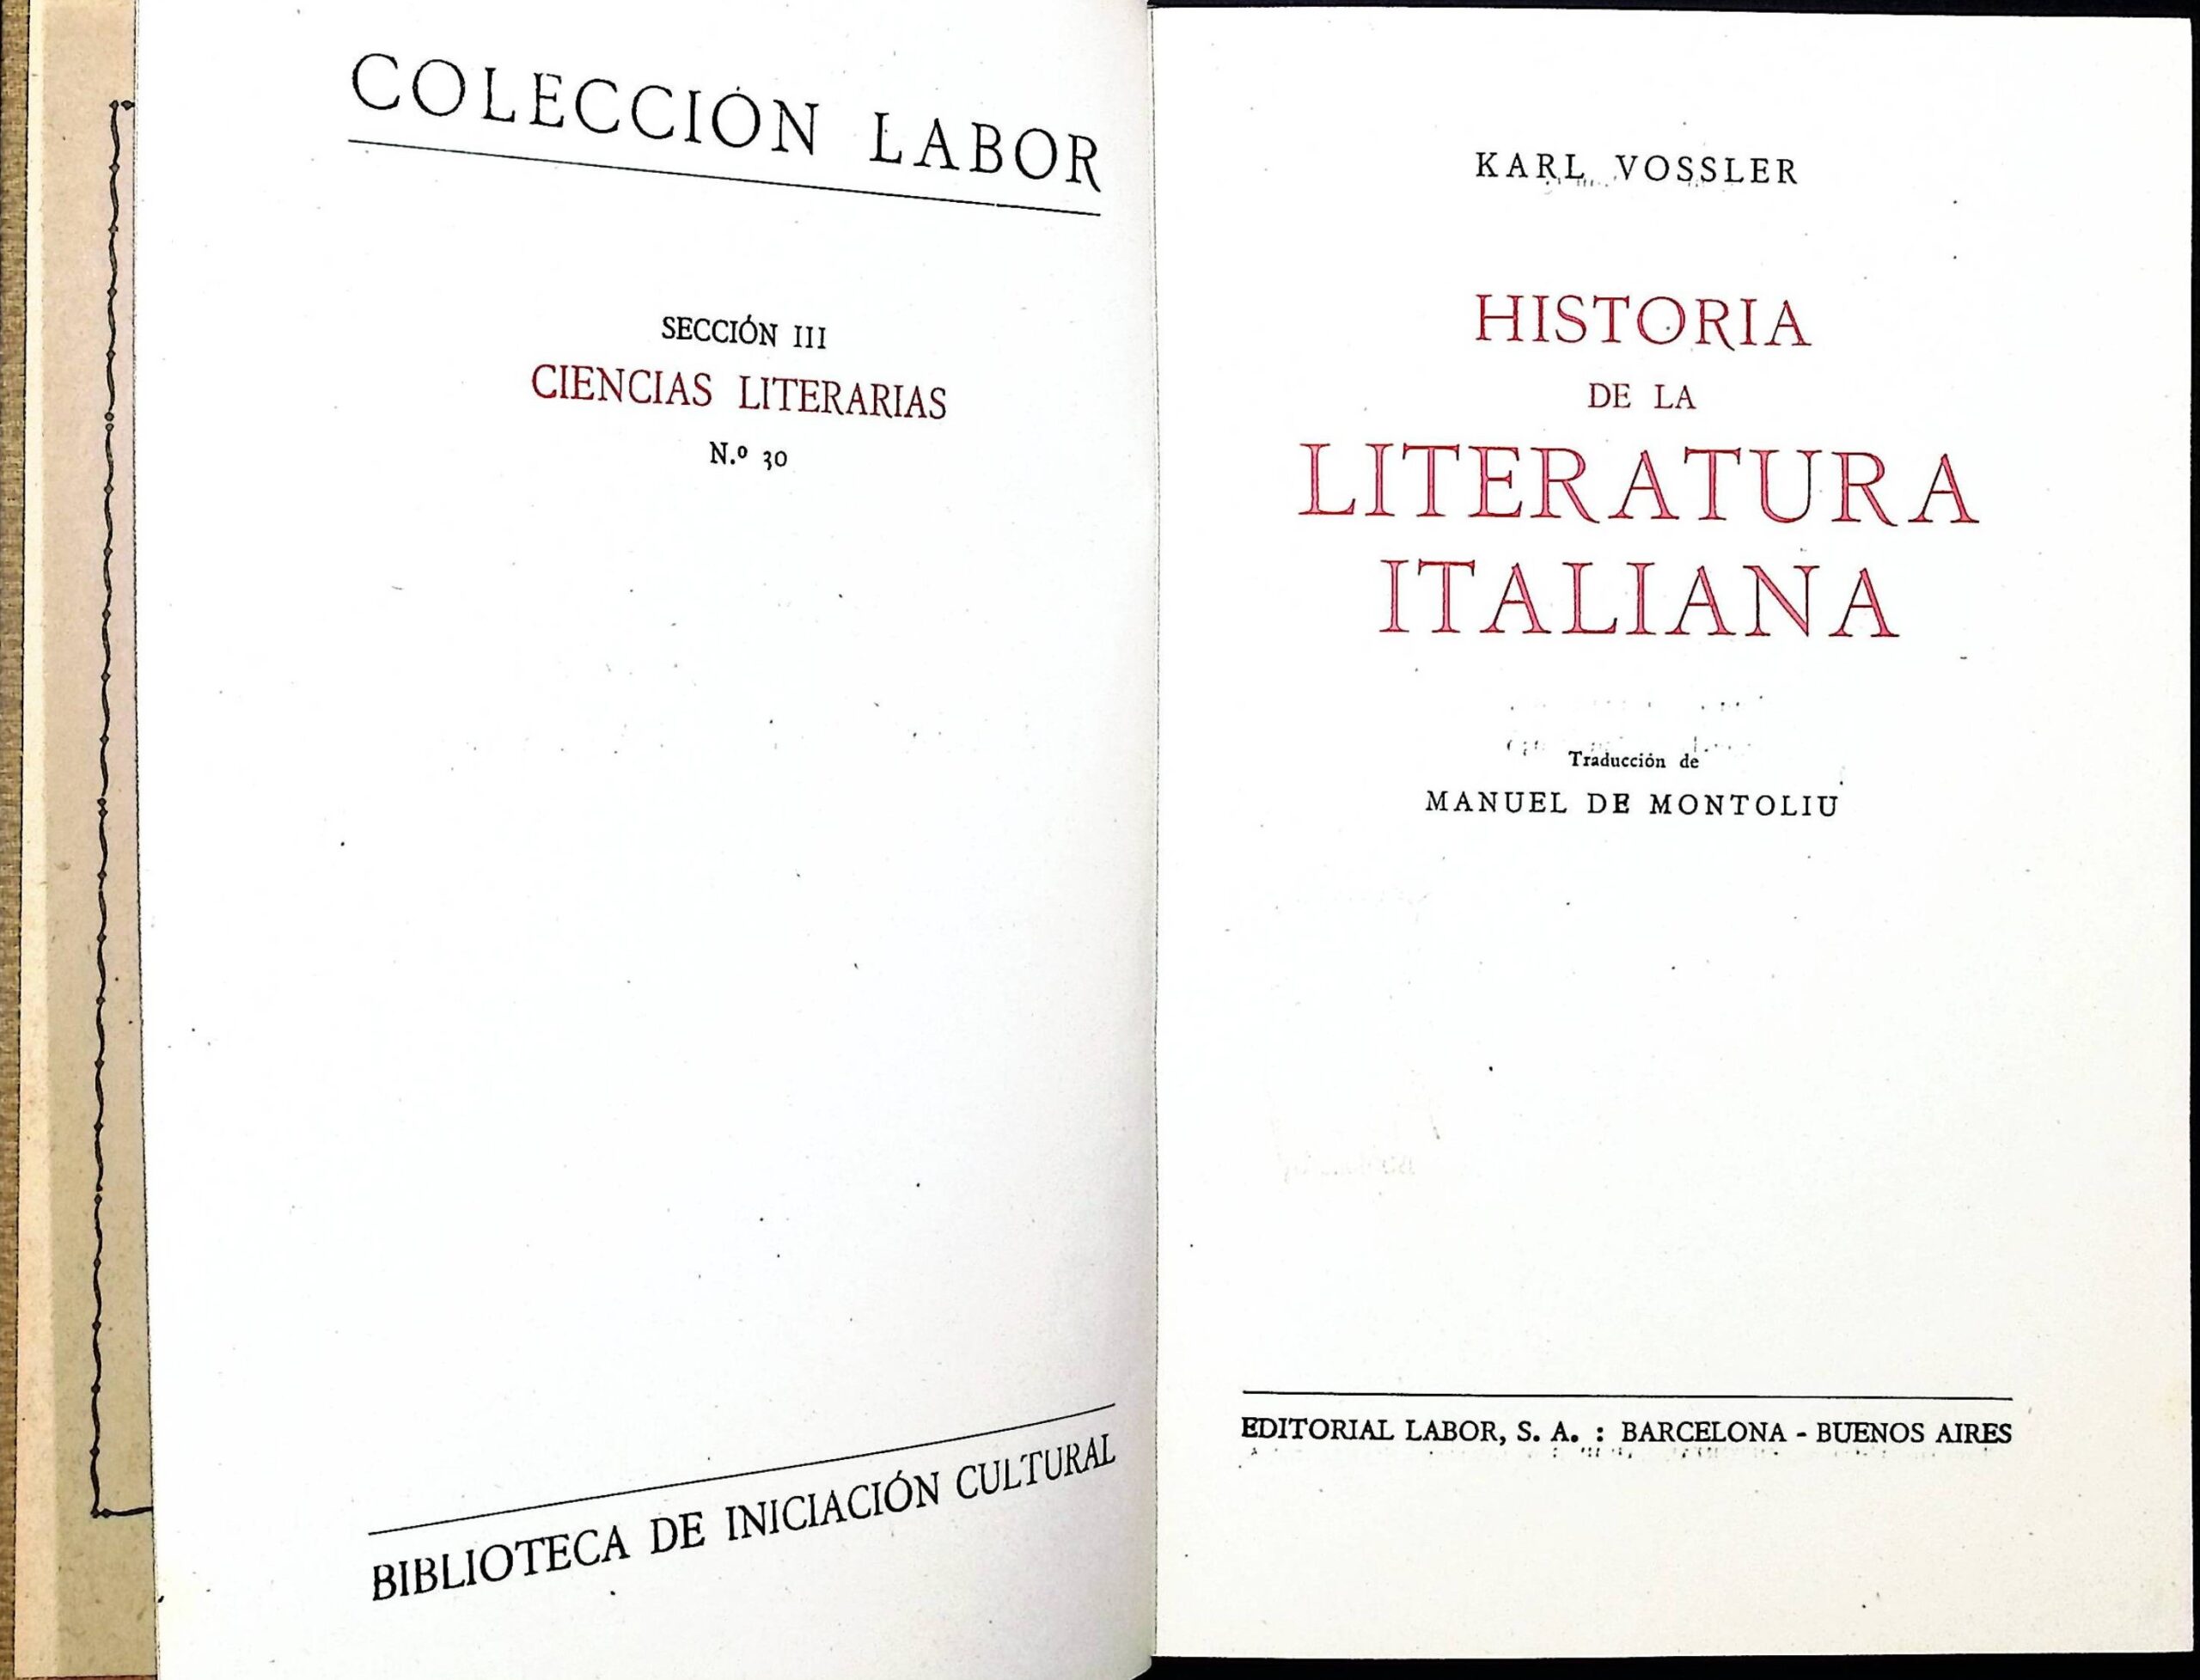 COLECCIÓN LABOR
SECCIÓN III
CIENCIAS LITERARIAS
N.º 30
BIBLIOTECA DE INICIACIÓN CULTURAL
KARL VOSSLER
HISTORIA
DE LA
LITERATURA
ITALIANA
Traducción de
MANUEL DE MONTOLIU
EDITORIAL LABOR, S. A. : BARCELONA - BUENOS AIRES